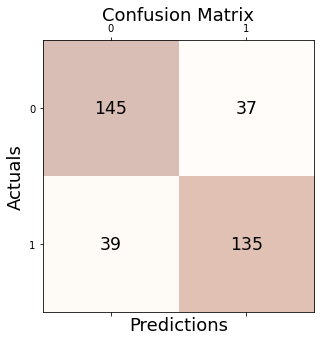 Confusion Matrix
0 1
0 145 37
Actuals
1 39 135
Predictions